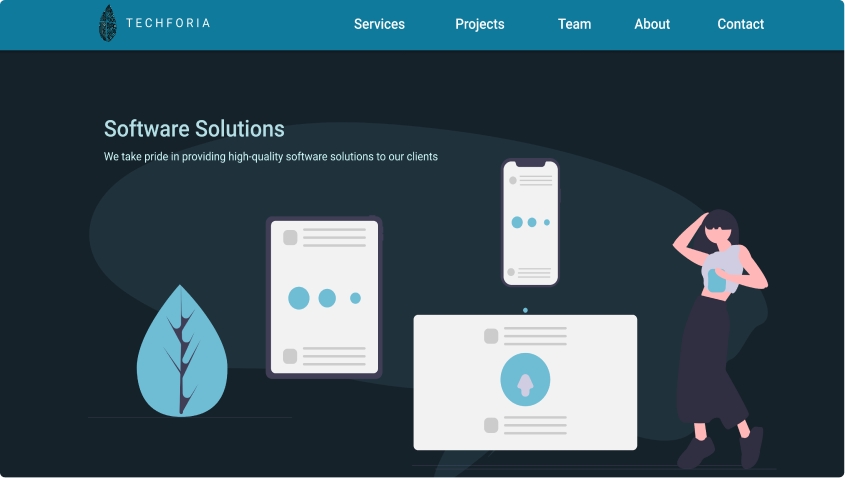 TECHFORIA
Services Projects Team About Contact
Software Solutions
We take pride in providing high-quality software solutions to our clients